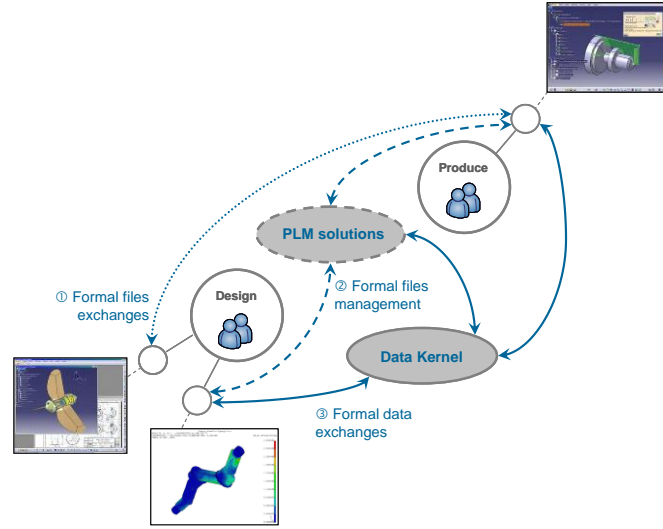 Produce
PLM solutions
Design
① Formal files
exchanges
② Formal files
management
Data Kernel
③ Formal data
exchanges